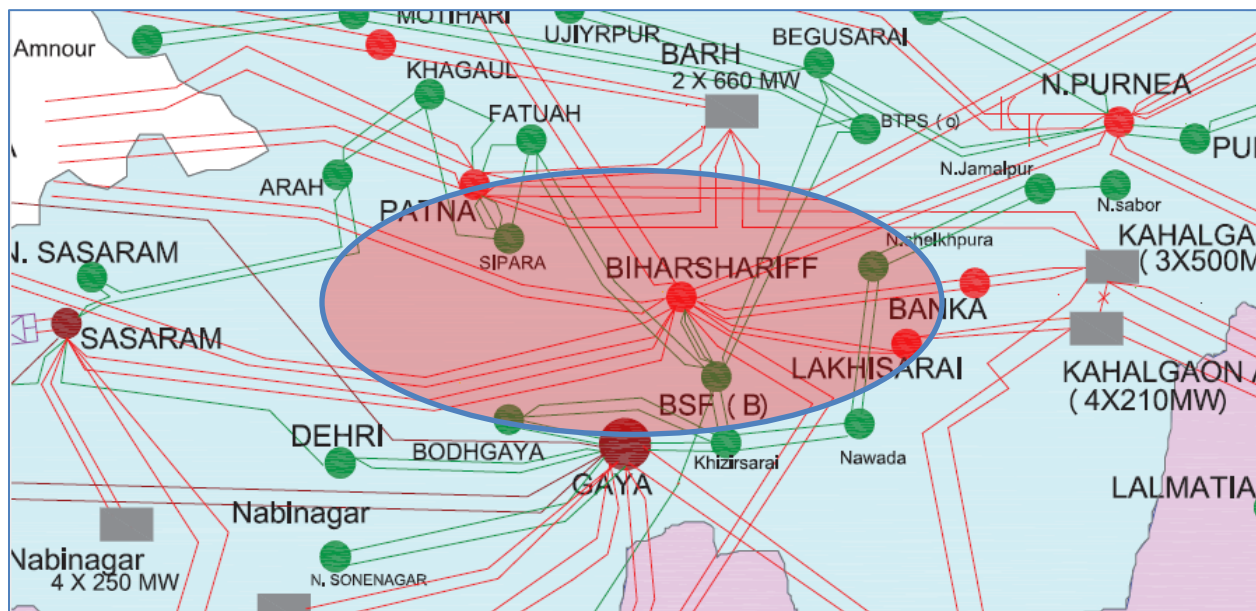 MOTIHARI
Amnour
UJIYRPUR
BARH
2 X 660 MW
BEGUSARAI
KHAGAUL
FATUAH
N.PURNEA
BTPS ( o)
ARAH
PATNA
N.Jamalpur
N.sabor
SIPARA
N.sheikhpura
N. SASARAM
BIHARSHARIFF
( 3X500M
BANKA
SASARAM
LAKHISARAI
KAHALGAON A
( 4X210MW)
BSF ( B)
DEHRI
BODHGAYA
Khizirsarai
Nawada
GAYA
LALMATIA
Nabinagar
Nabinagar
4 X 250 MW
N. SONENAGAR